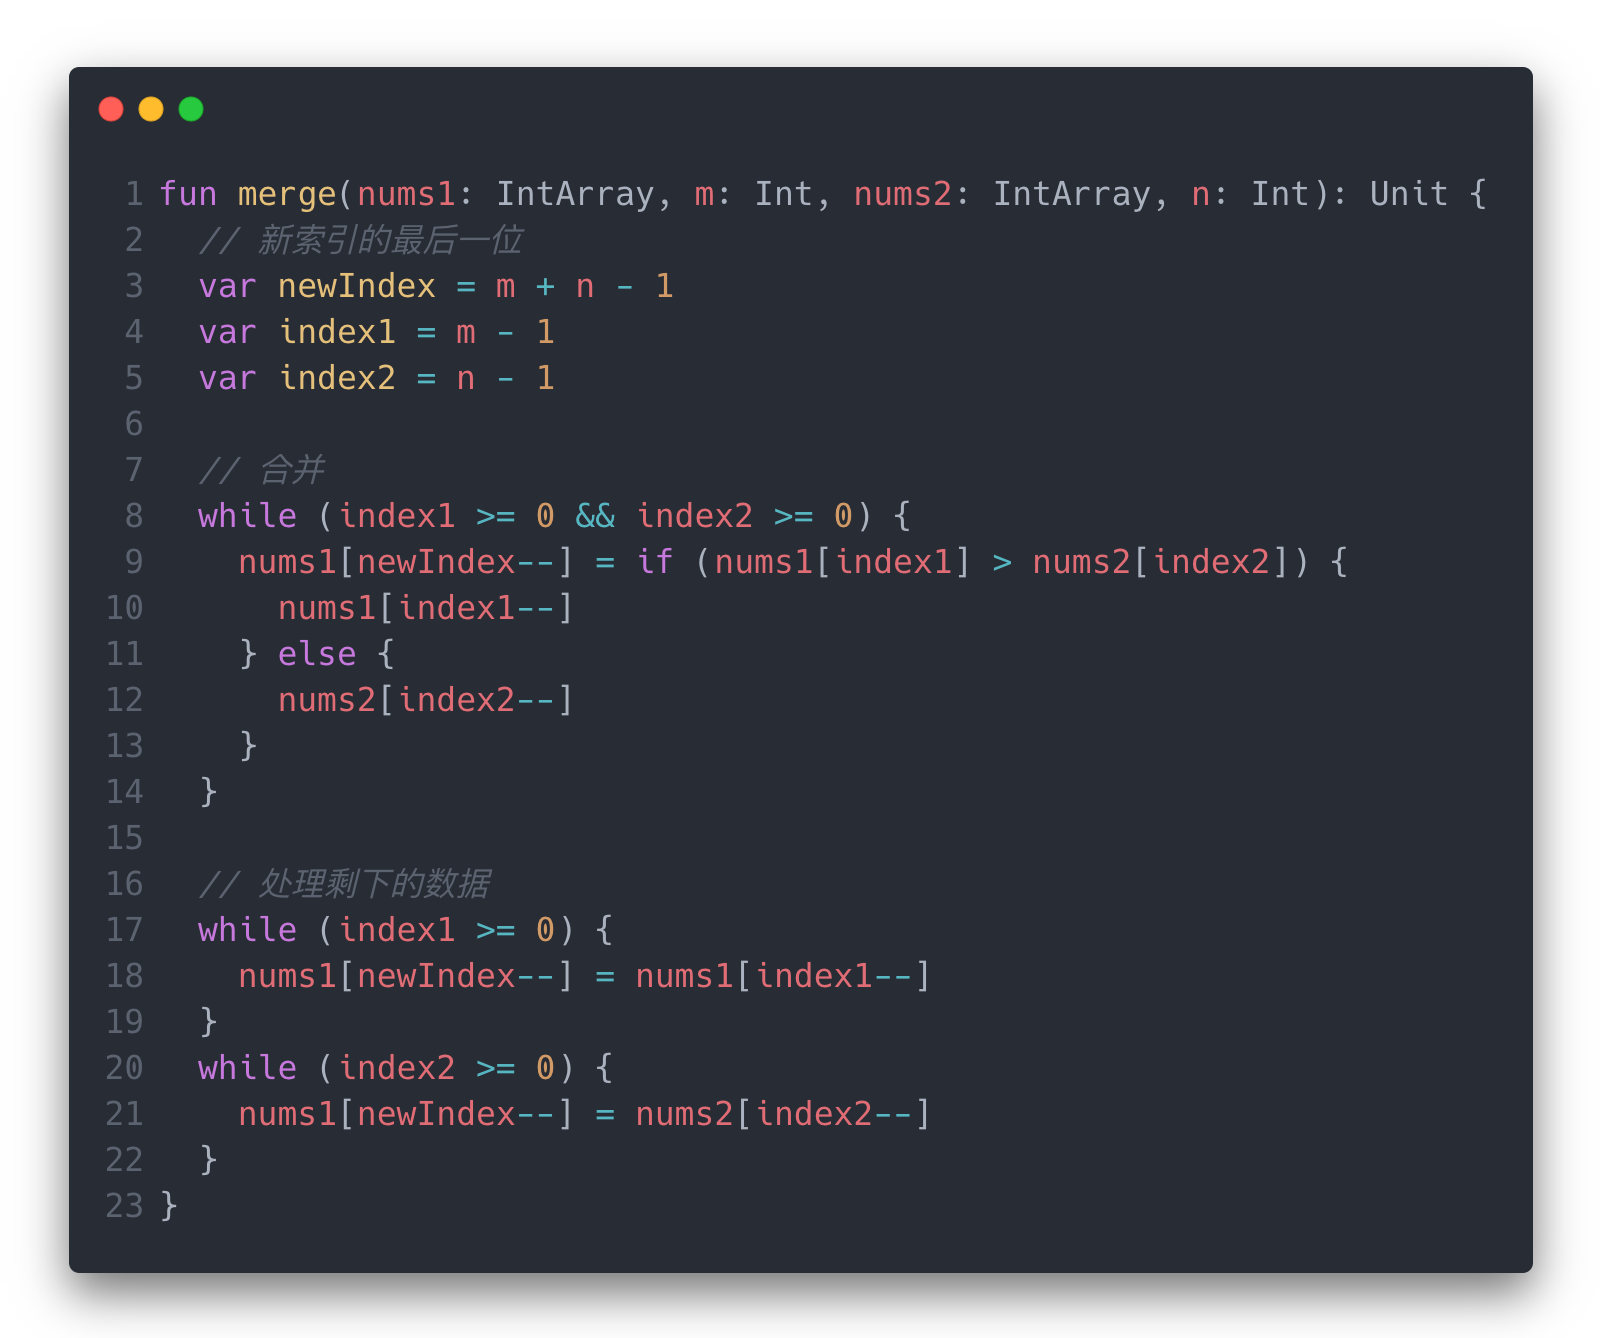 1 fun merge(nums1: IntArray, m: Int, nums2: IntArray, n: Int): Unit {
2   // 新索引的最后一位
3   var newIndex = m + n - 1
4   var index1 = m - 1
5   var index2 = n - 1
6
7   // 合并
8   while (index1 >= 0 && index2 >= 0) {
9     nums1[newIndex--] = if (nums1[index1] > nums2[index2]) {
10       nums1[index1--]
11     } else {
12       nums2[index2--]
13     }
14   }
15
16   // 处理剩下的数据
17   while (index1 >= 0) {
18     nums1[newIndex--] = nums1[index1--]
19   }
20   while (index2 >= 0) {
21     nums1[newIndex--] = nums2[index2--]
22   }
23 }